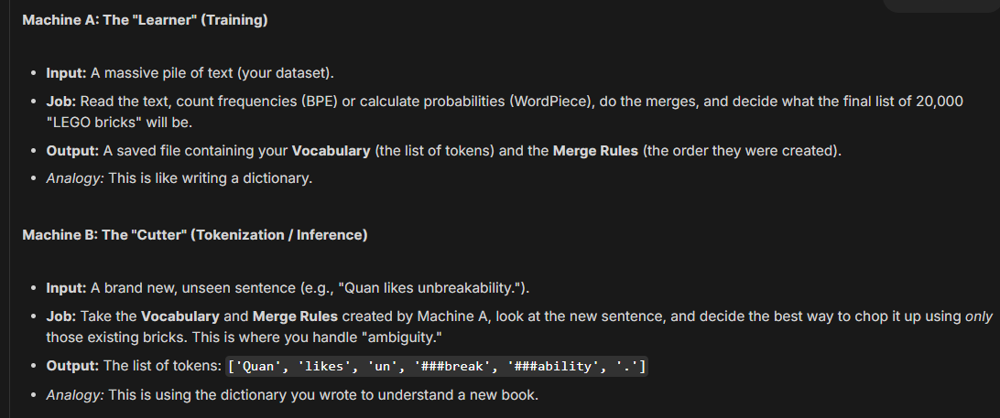 Machine A: The "Learner" (Training)
• Input: A massive pile of text (your dataset).
• Job: Read the text, count frequencies (BPE) or calculate probabilities (WordPiece), do the merges, and decide what the final list of 20,000
"LEGO bricks" will be.
• Output: A saved file containing your Vocabulary (the list of tokens) and the Merge Rules (the order they were created).
• Analogy: This is like writing a dictionary.
Machine B: The "Cutter" (Tokenization / Inference)
• Input: A brand new, unseen sentence (e.g., "Quan likes unbreakability.").
• Job: Take the Vocabulary and Merge Rules created by Machine A, look at the new sentence, and decide the best way to chop it up using only
those existing bricks. This is where you handle "ambiguity."
• Output: The list of tokens: ['Quan', 'likes', 'un', '###break', '###ability', '.']
• Analogy: This is using the dictionary you wrote to understand a new book.